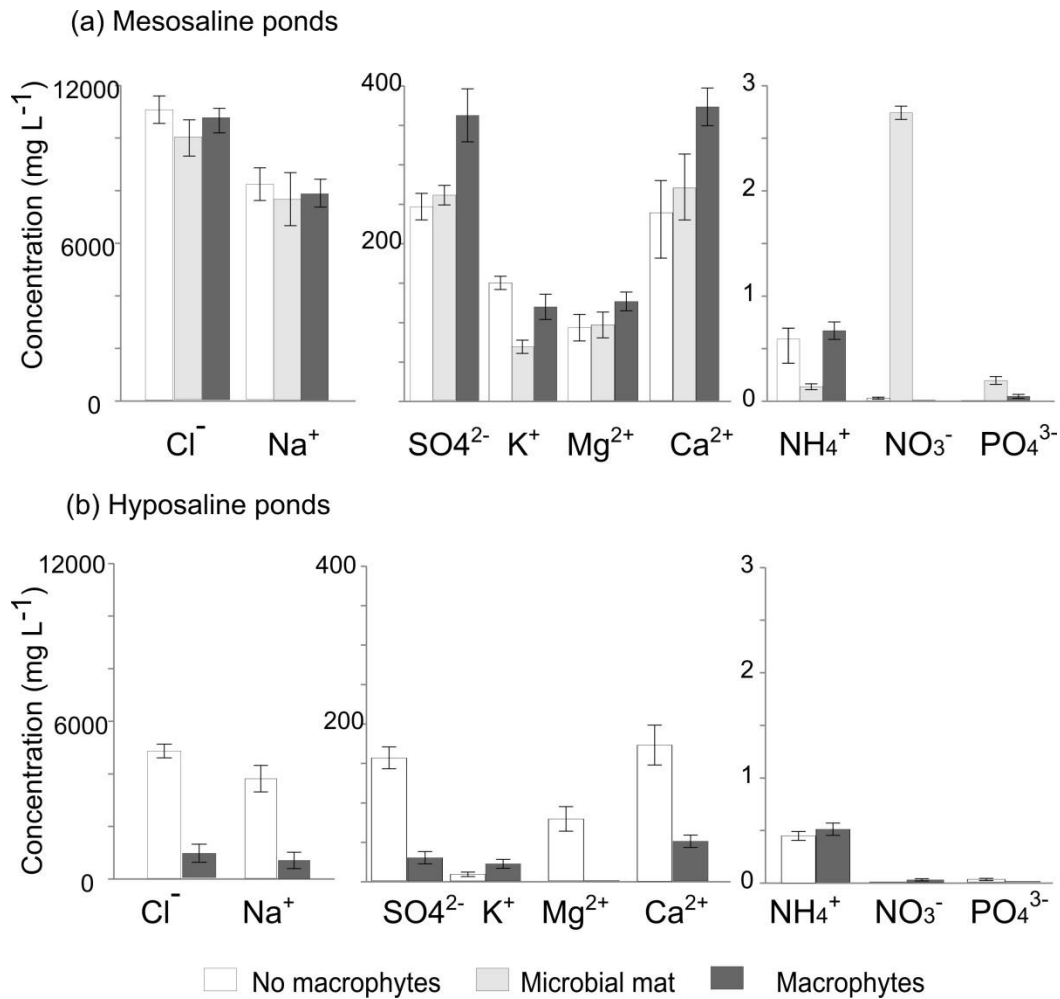 (a) Mesosaline ponds
Concentration (mg L⁻¹)
12000
6000
0
Cl⁻ Na⁺
400
200
SO4²⁻ K⁺ Mg²⁺ Ca²⁺
3
2
1
0
NH₄⁺ NO₃⁻ PO₄³⁻
(b) Hyposaline ponds
Concentration (mg L⁻¹)
12000
6000
0
Cl⁻ Na⁺
400
200
SO4²⁻ K⁺ Mg²⁺ Ca²⁺
3
2
1
0
NH₄⁺ NO₃⁻ PO₄³⁻
No macrophytes Microbial mat Macrophytes